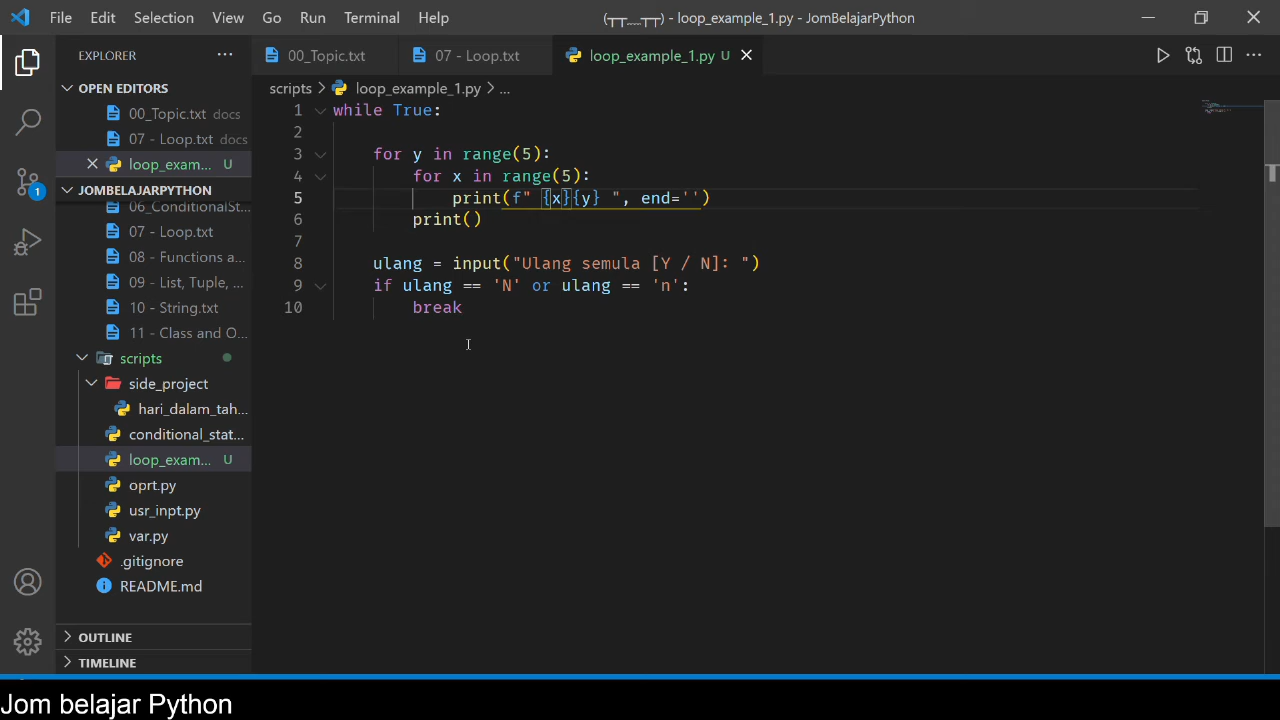 File Edit Selection View Go Run Terminal Help
(┬┬﹏┬┬) - loop_example_1.py - JomBelajarPython
EXPLORER ...
00_Topic.txt
07 - Loop.txt
loop_example_1.py U
OPEN EDITORS
00_Topic.txt docs
07 - Loop.txt docs
loop_exam... U
JOMBELAJARPYTHON
06_ConditionalSt...
07 - Loop.txt
08 - Functions a...
09 - List, Tuple, ...
10 - String.txt
11 - Class and O...
scripts
side_project
hari_dalam_tah...
conditional_stat...
loop_exam... U
oprt.py
usr_inpt.py
var.py
.gitignore
README.md
OUTLINE
TIMELINE
1
scripts > loop_example_1.py > ...
1 while True:
2
3     for y in range(5):
4         for x in range(5):
5             print(f" {x}{y} ", end='')
6         print()
7
8     ulang = input("Ulang semula [Y / N]: ")
9     if ulang == 'N' or ulang == 'n':
10         break
Jom belajar Python